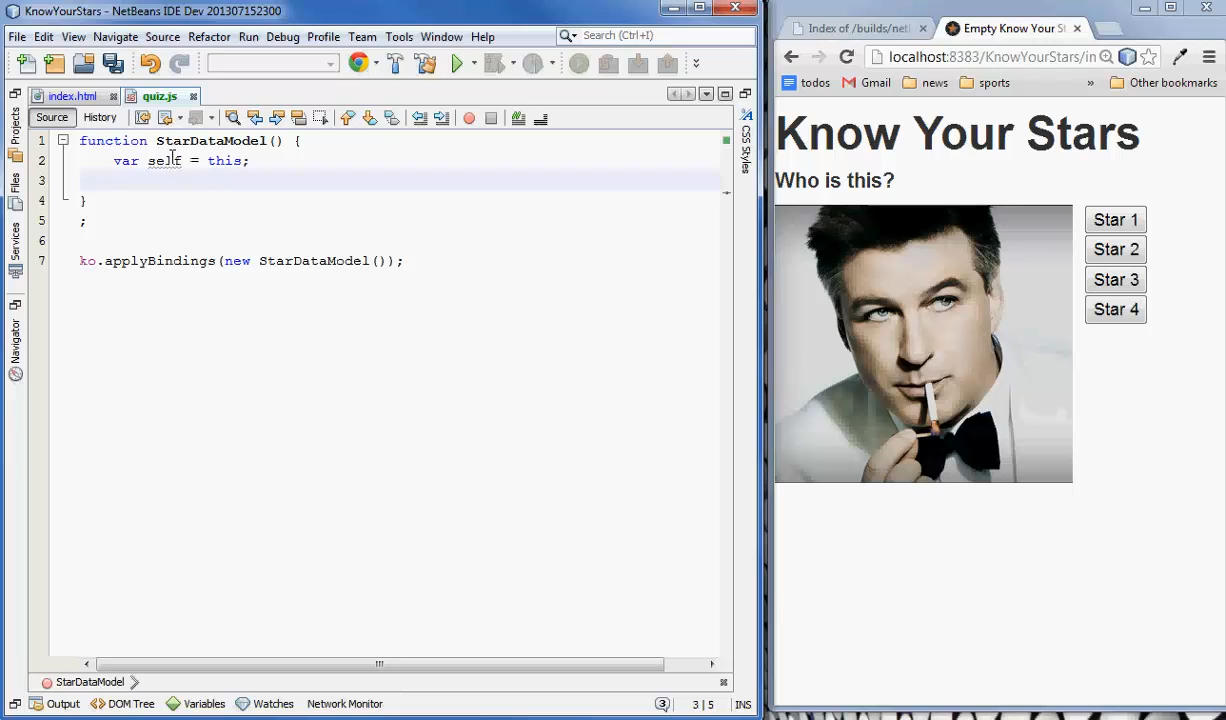 KnowYourStars - NetBeans IDE Dev 201307152300
File Edit View Navigate Source Refactor Run Debug Profile Team Tools Window Help
Search (Ctrl+I)
index.html quiz.js
Source History
1 function StarDataModel() {
2 var self = this;
3
4 }
5 ;
6
7 ko.applyBindings(new StarDataModel());
Projects
Files
Services
Navigator
CSS Styles
StarDataModel
Output DOM Tree Variables Watches Network Monitor 3 3|5 INS
Index of /builds/net Empty Know Your St
localhost:8383/KnowYourStars/in
todos Gmail news sports » Other bookmarks
Know Your Stars
Who is this?
Star 1
Star 2
Star 3
Star 4